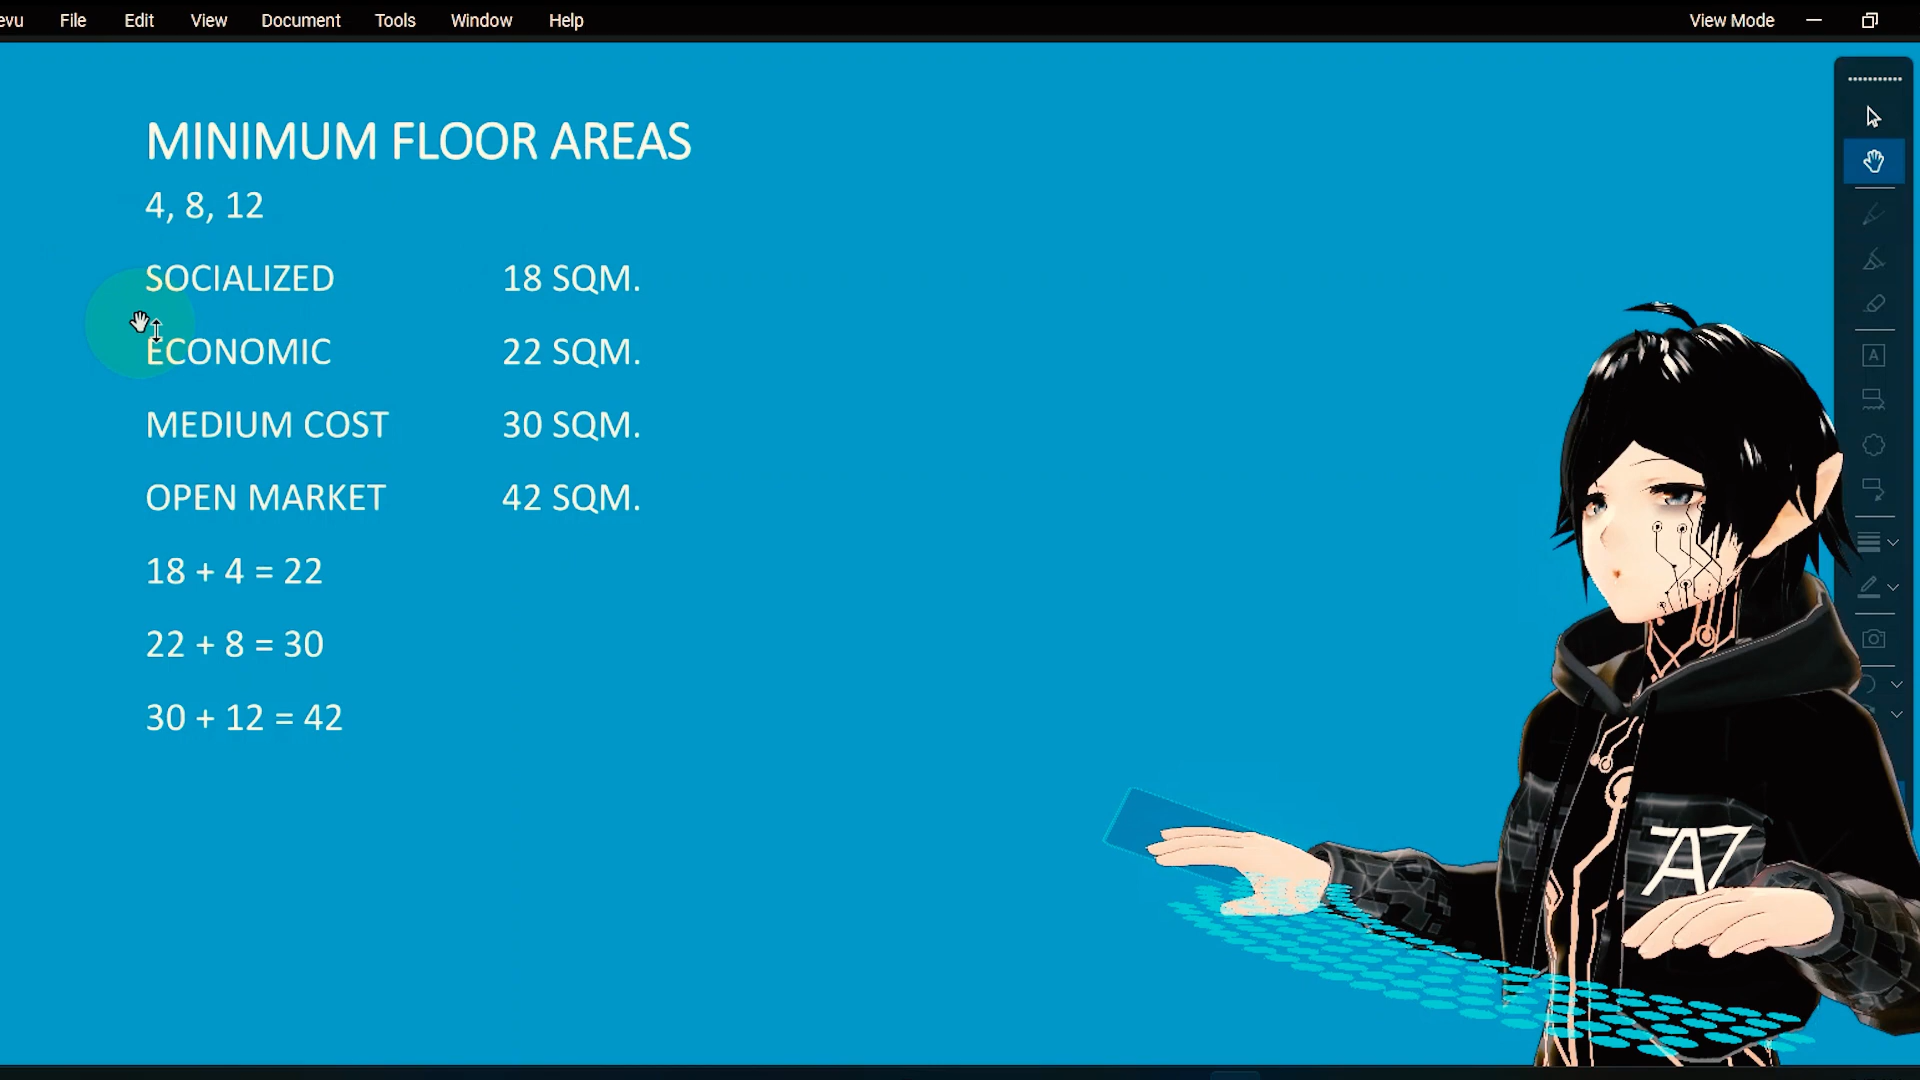 evu File Edit View Document Tools Window Help View Mode
MINIMUM FLOOR AREAS
4, 8, 12
SOCIALIZED 18 SQM.
ECONOMIC 22 SQM.
MEDIUM COST 30 SQM.
OPEN MARKET 42 SQM.
18 + 4 = 22
22 + 8 = 30
30 + 12 = 42
A
A7